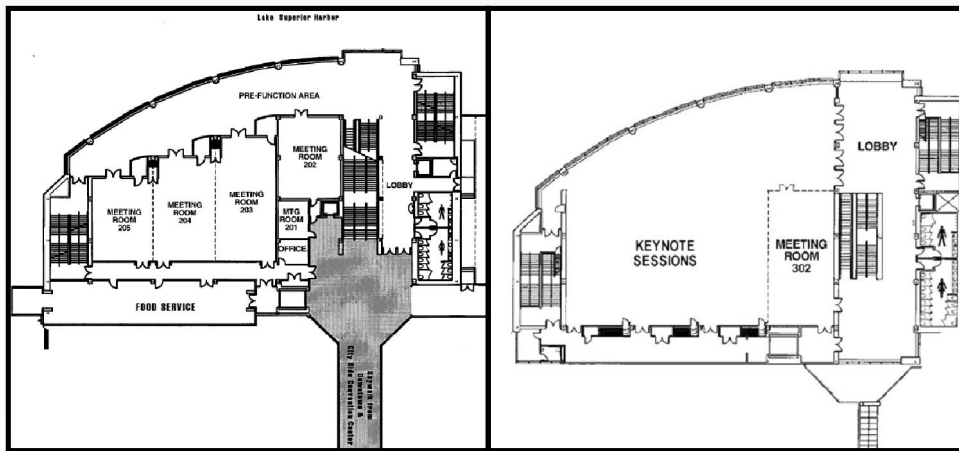 Lake Superior Harbor
PRE-FUNCTION AREA
MEETING
ROOM
202
MEETING
ROOM
203
MEETING
ROOM
204
MEETING
ROOM
205
MTG
ROOM
201
OFFICE
LOBBY
FOOD SERVICE
Skywalk from
Downtown &
City Side Convention Center
LOBBY
KEYNOTE
SESSIONS
MEETING
ROOM
302